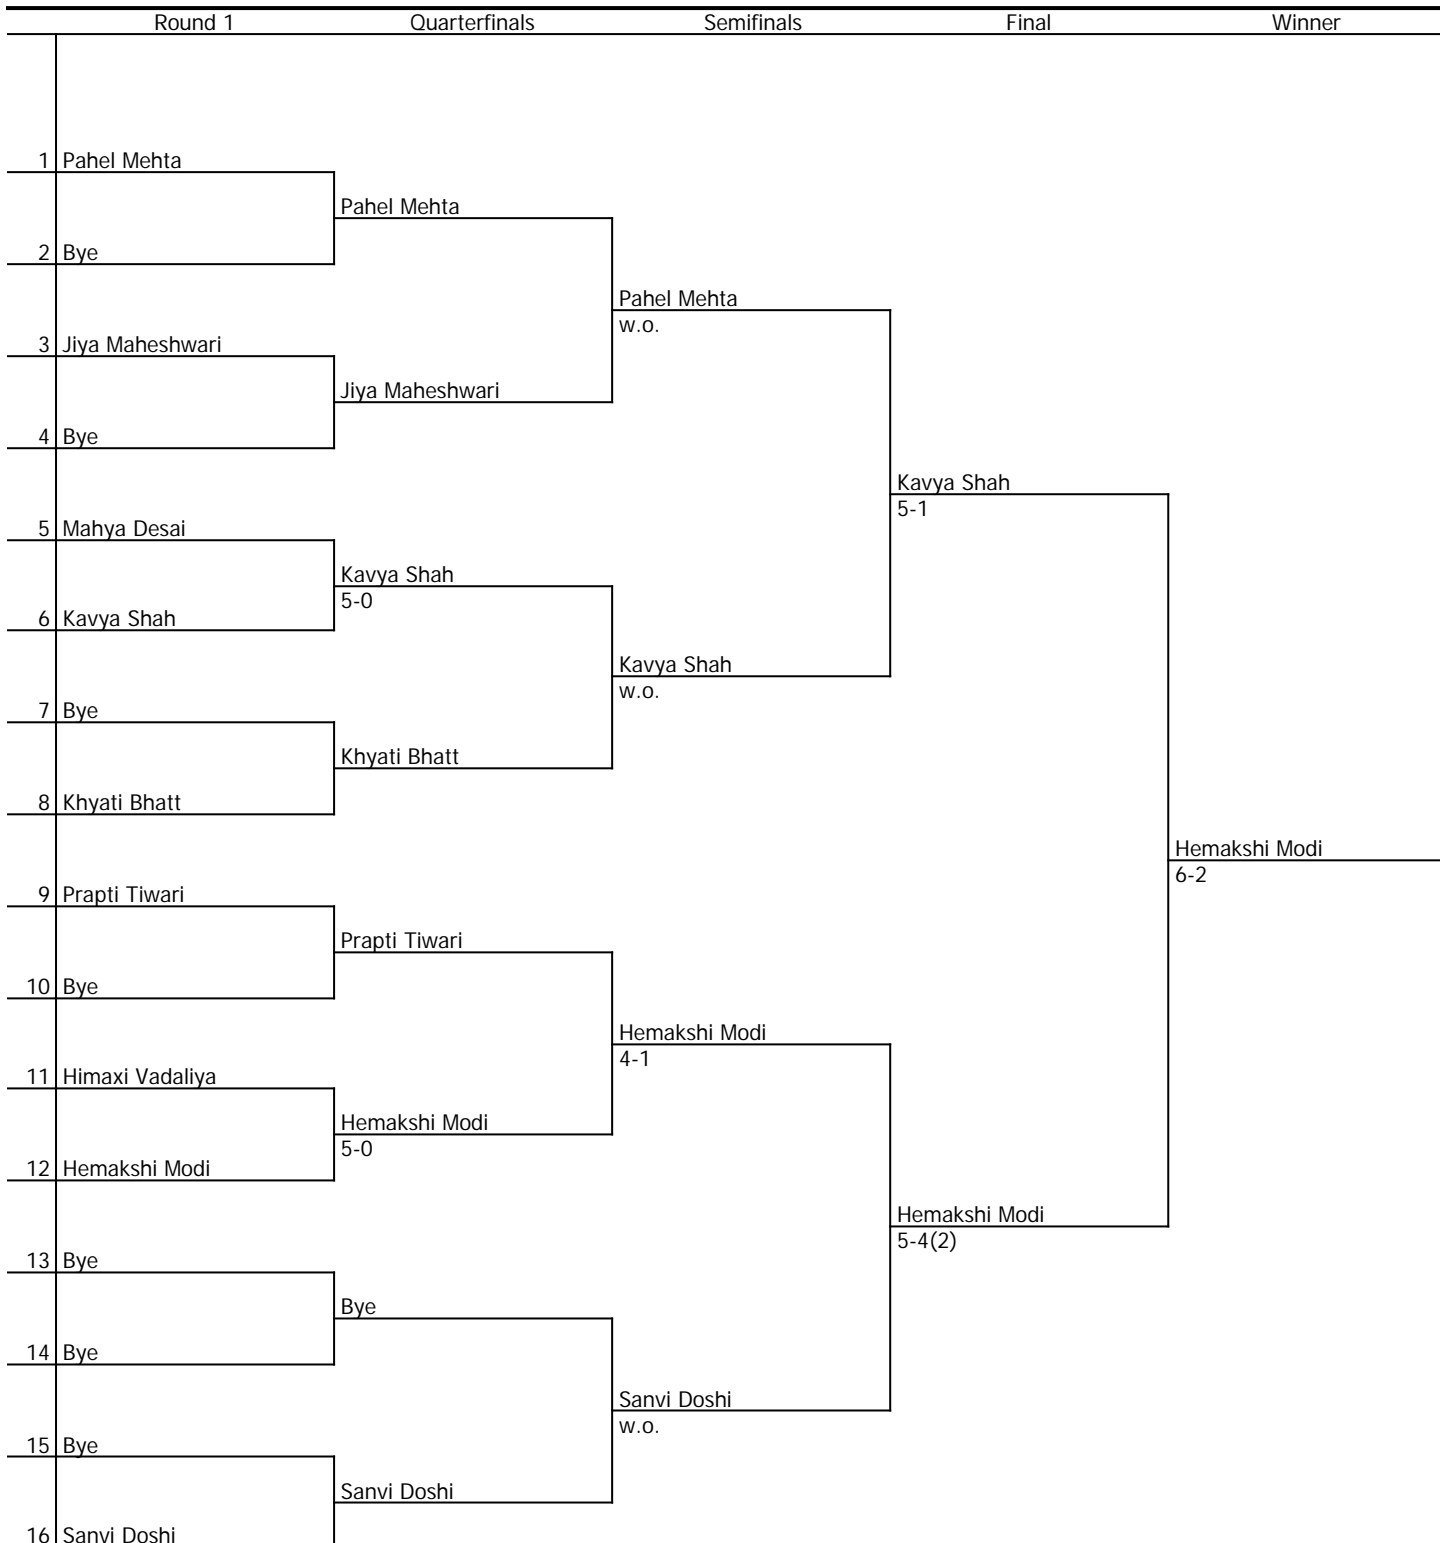 Round 1 Quarterfinals Semifinals Final Winner
1 Pahel Mehta
Pahel Mehta
2 Bye
Pahel Mehta
w.o.
3 Jiya Maheshwari
Jiya Maheshwari
4 Bye
Kavya Shah
5-1
5 Mahya Desai
Kavya Shah
5-0
6 Kavya Shah
Kavya Shah
w.o.
7 Bye
Khyati Bhatt
8 Khyati Bhatt
Hemakshi Modi
6-2
9 Prapti Tiwari
Prapti Tiwari
10 Bye
Hemakshi Modi
4-1
11 Himaxi Vadaliya
Hemakshi Modi
5-0
12 Hemakshi Modi
Hemakshi Modi
5-4(2)
13 Bye
Bye
14 Bye
Sanvi Doshi
w.o.
15 Bye
Sanvi Doshi
16 Sanvi Doshi